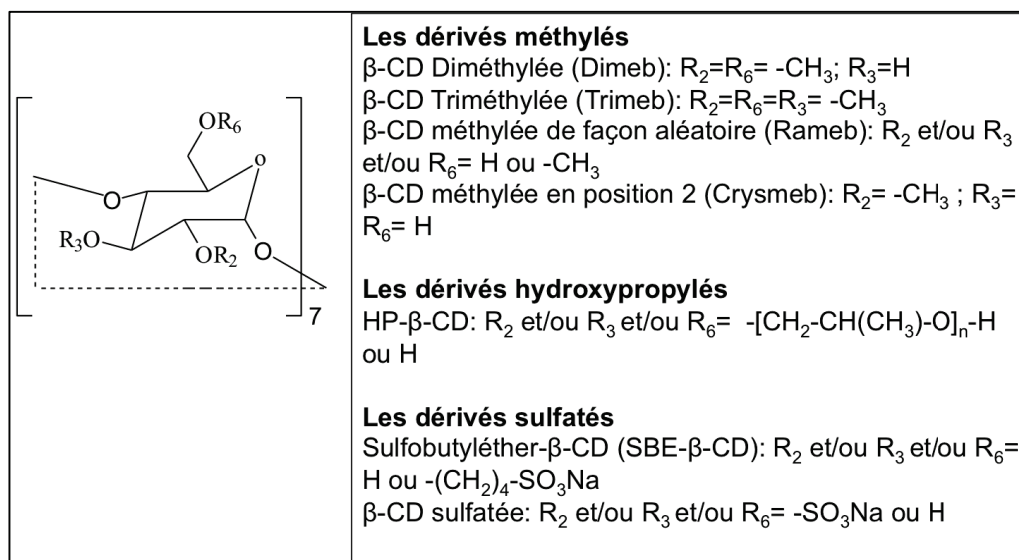 OR6
o
O
R3O
OR2
O
7
Les dérivés méthylés
β-CD Diméthylée (Dimeb): R2=R6= -CH3; R3=H
β-CD Triméthylée (Trimeb): R2=R6=R3= -CH3
β-CD méthylée de façon aléatoire (Rameb): R2 et/ou R3
et/ou R6= H ou -CH3
β-CD méthylée en position 2 (Crysmeb): R2= -CH3 ; R3=
R6= H
Les dérivés hydroxypropylés
HP-β-CD: R2 et/ou R3 et/ou R6= -[CH2-CH(CH3)-O]n-H
ou H
Les dérivés sulfatés
Sulfobutyléther-β-CD (SBE-β-CD): R2 et/ou R3 et/ou R6=
H ou -(CH2)4-SO3Na
β-CD sulfatée: R2 et/ou R3 et/ou R6= -SO3Na ou H